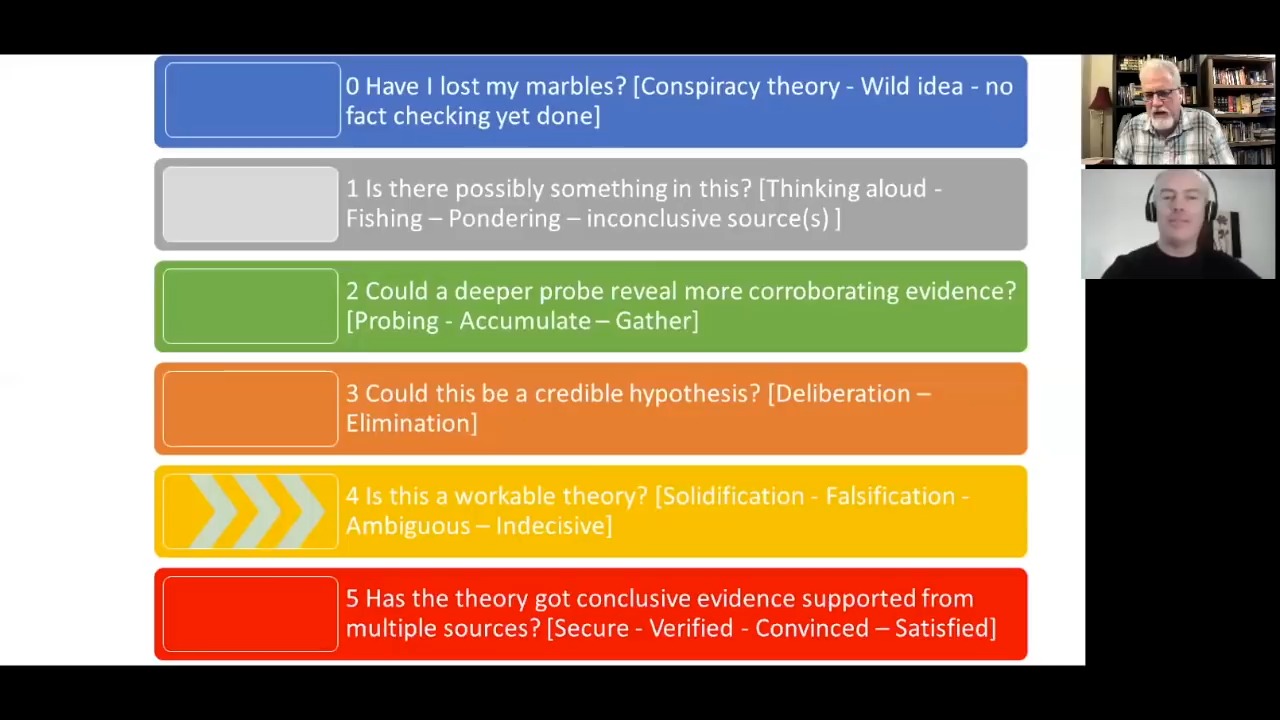 0 Have I lost my marbles? [Conspiracy theory - Wild idea - no
fact checking yet done]
1 Is there possibly something in this? [Thinking aloud -
Fishing – Pondering – inconclusive source(s) ]
2 Could a deeper probe reveal more corroborating evidence?
[Probing - Accumulate – Gather]
3 Could this be a credible hypothesis? [Deliberation –
Elimination]
4 Is this a workable theory? [Solidification - Falsification -
Ambiguous – Indecisive]
5 Has the theory got conclusive evidence supported from
multiple sources? [Secure - Verified - Convinced – Satisfied]